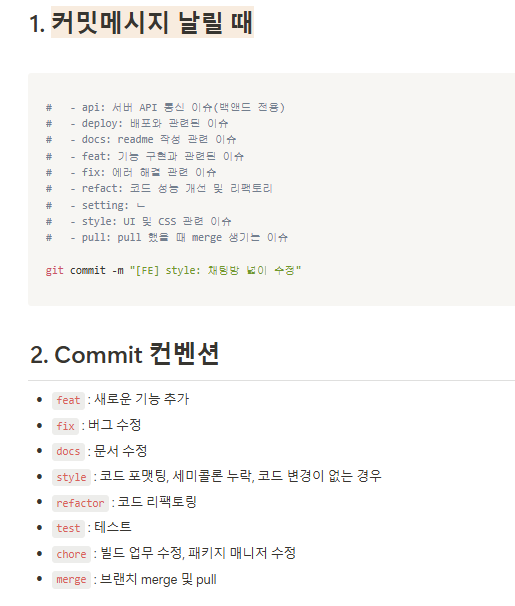 1. 커밋메시지 날릴 때
# - api: 서버 API 통신 이슈(백앤드 전용)
# - deploy: 배포와 관련된 이슈
# - docs: readme 작성 관련 이슈
# - feat: 기능 구현과 관련된 이슈
# - fix: 에러 해결 관련 이슈
# - refact: 코드 성능 개선 및 리팩토리
# - setting: ㄴ
# - style: UI 및 CSS 관련 이슈
# - pull: pull 했을 때 merge 생기는 이슈
git commit -m "[FE] style: 채팅방 넓이 수정"
2. Commit 컨벤션
• feat : 새로운 기능 추가
• fix : 버그 수정
• docs : 문서 수정
• style : 코드 포맷팅, 세미콜론 누락, 코드 변경이 없는 경우
• refactor : 코드 리팩토링
• test : 테스트
• chore : 빌드 업무 수정, 패키지 매니저 수정
• merge : 브랜치 merge 및 pull